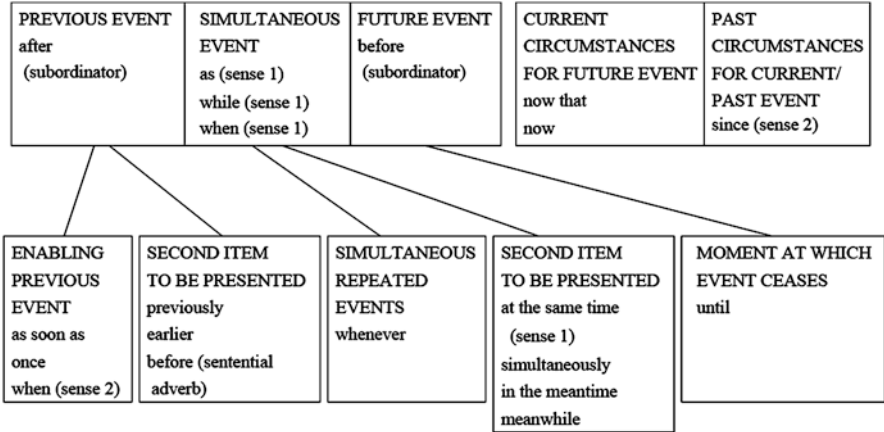 PREVIOUS EVENT
after
(subordinator)
SIMULTANEOUS
EVENT
as (sense 1)
while (sense 1)
when (sense 1)
FUTURE EVENT
before
(subordinator)
CURRENT
CIRCUMSTANCES
FOR FUTURE EVENT
now that
now
PAST
CIRCUMSTANCES
FOR CURRENT/
PAST EVENT
since (sense 2)
ENABLING
PREVIOUS
EVENT
as soon as
once
when (sense 2)
SECOND ITEM
TO BE PRESENTED
previously
earlier
before (sentential
adverb)
SIMULTANEOUS
REPEATED
EVENTS
whenever
SECOND ITEM
TO BE PRESENTED
at the same time
(sense 1)
simultaneously
in the meantime
meanwhile
MOMENT AT WHICH
EVENT CEASES
until